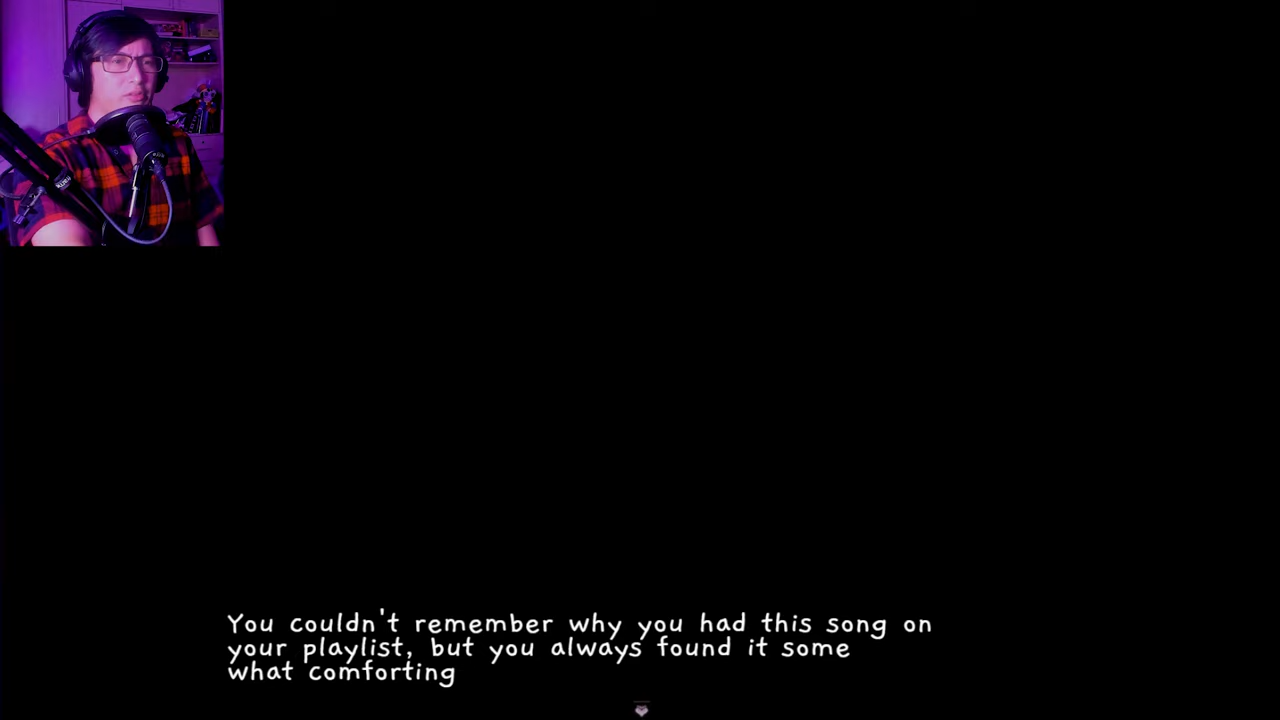 You couldn't remember why you had this song on
your playlist, but you always found it some
what comforting